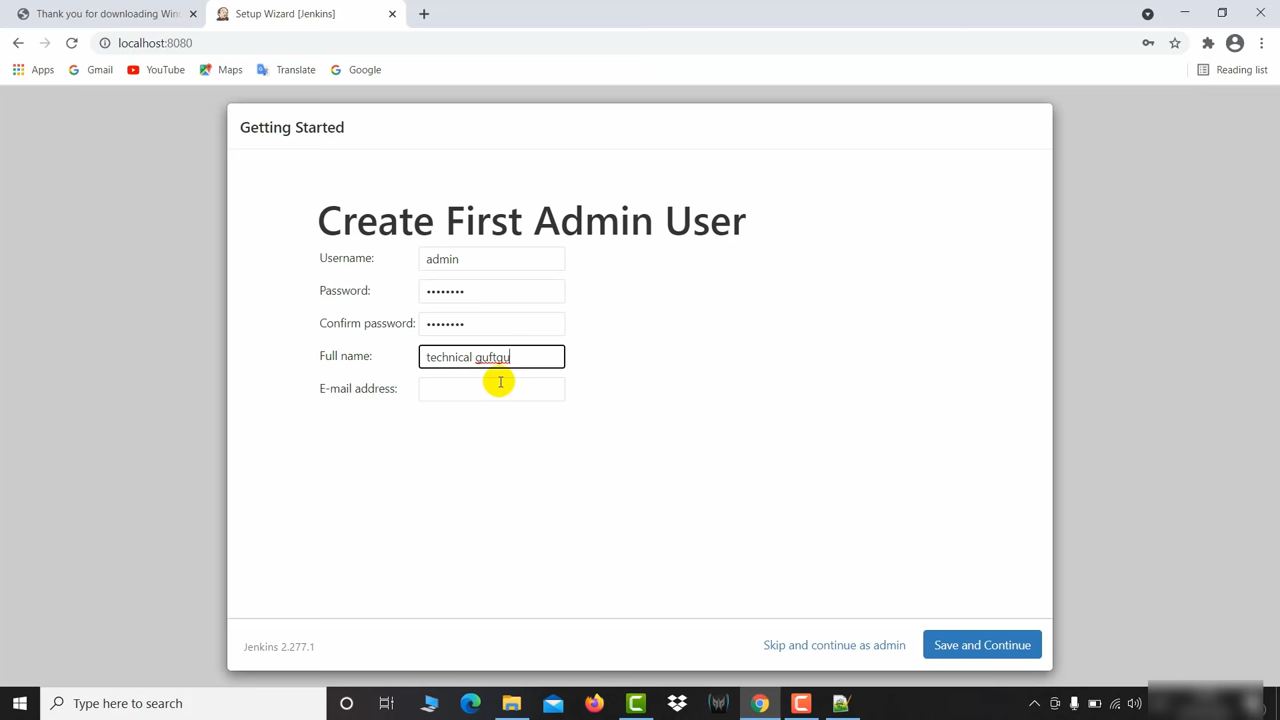 Thank you for downloading Win
Setup Wizard [Jenkins]
localhost:8080
Apps
Gmail
YouTube
Maps
Translate
Google
Reading list
Getting Started
Create First Admin User
Username:
admin
Password:
••••••••
Confirm password:
••••••••
Full name:
technical guftgu
E-mail address:
Jenkins 2.277.1
Skip and continue as admin
Save and Continue
Type here to search